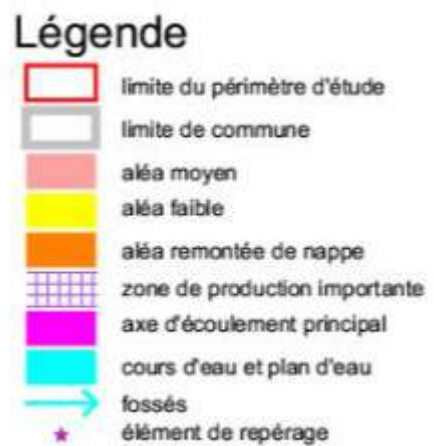 Légende
limite du périmètre d'étude
limite de commune
aléa moyen
aléa faible
aléa remontée de nappe
zone de production importante
axe d'écoulement principal
cours d'eau et plan d'eau
fossés
élément de repérage